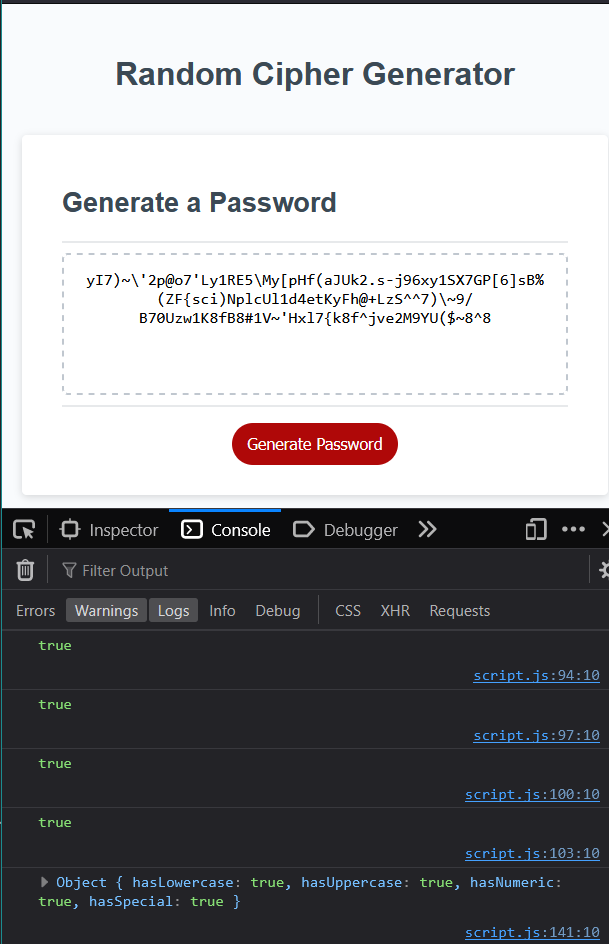 Random Cipher Generator
Generate a Password
yI7)~\'2p@o7'Ly1RE5\My[pHf(aJUk2.s-j96xy1SX7GP[6]sB%
(ZF{sci)NplcUl1d4etKyFh@+LzS^^7)\~9/
B70Uzw1K8fB8#1V~'Hxl7{k8f^jve2M9YU($~8^8
Generate Password
Inspector Console Debugger
Filter Output
Errors Warnings Logs Info Debug CSS XHR Requests
true
script.js:94:10
true
script.js:97:10
true
script.js:100:10
true
script.js:103:10
Object { hasLowercase: true, hasUppercase: true, hasNumeric:
true, hasSpecial: true }
script.js:141:10